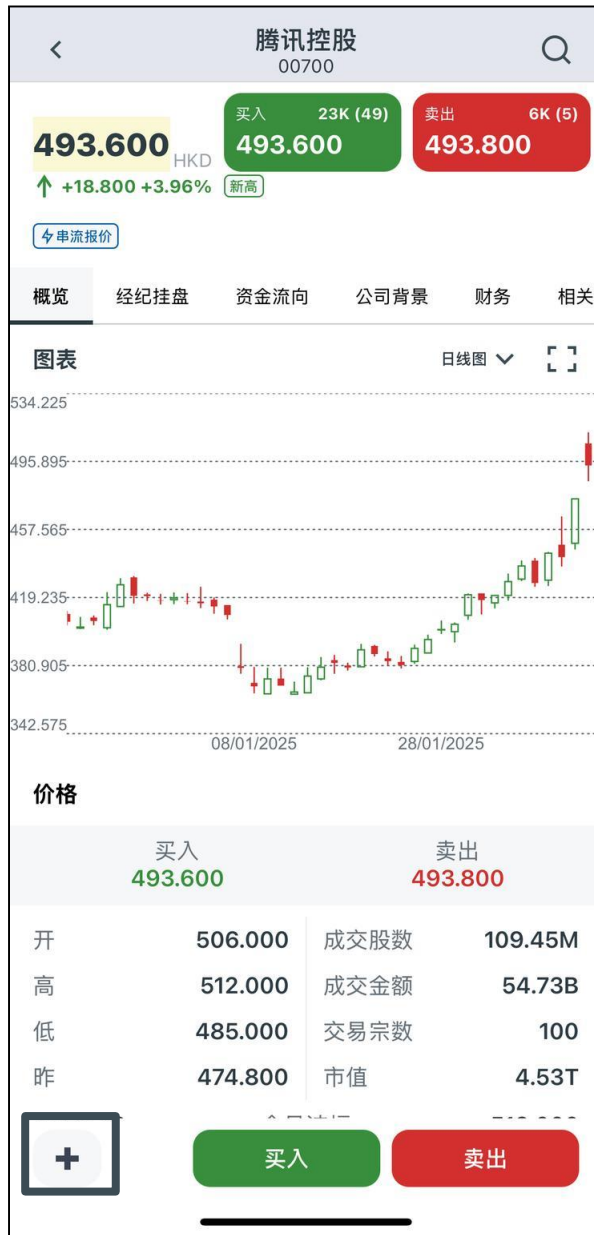 腾讯控股
00700
493.600 HKD
+18.800 +3.96% 新高
买入 23K (49)
493.600
卖出 6K (5)
493.800
串流报价
概览 经纪挂盘 资金流向 公司背景 财务 相关
图表 日线图
534.225
495.895
457.565
419.235
380.905
342.575
08/01/2025 28/01/2025
价格
买入 卖出
493.600 493.800
开 506.000 成交股数 109.45M
高 512.000 成交金额 54.73B
低 485.000 交易宗数 100
昨 474.800 市值 4.53T
+ 买入 卖出